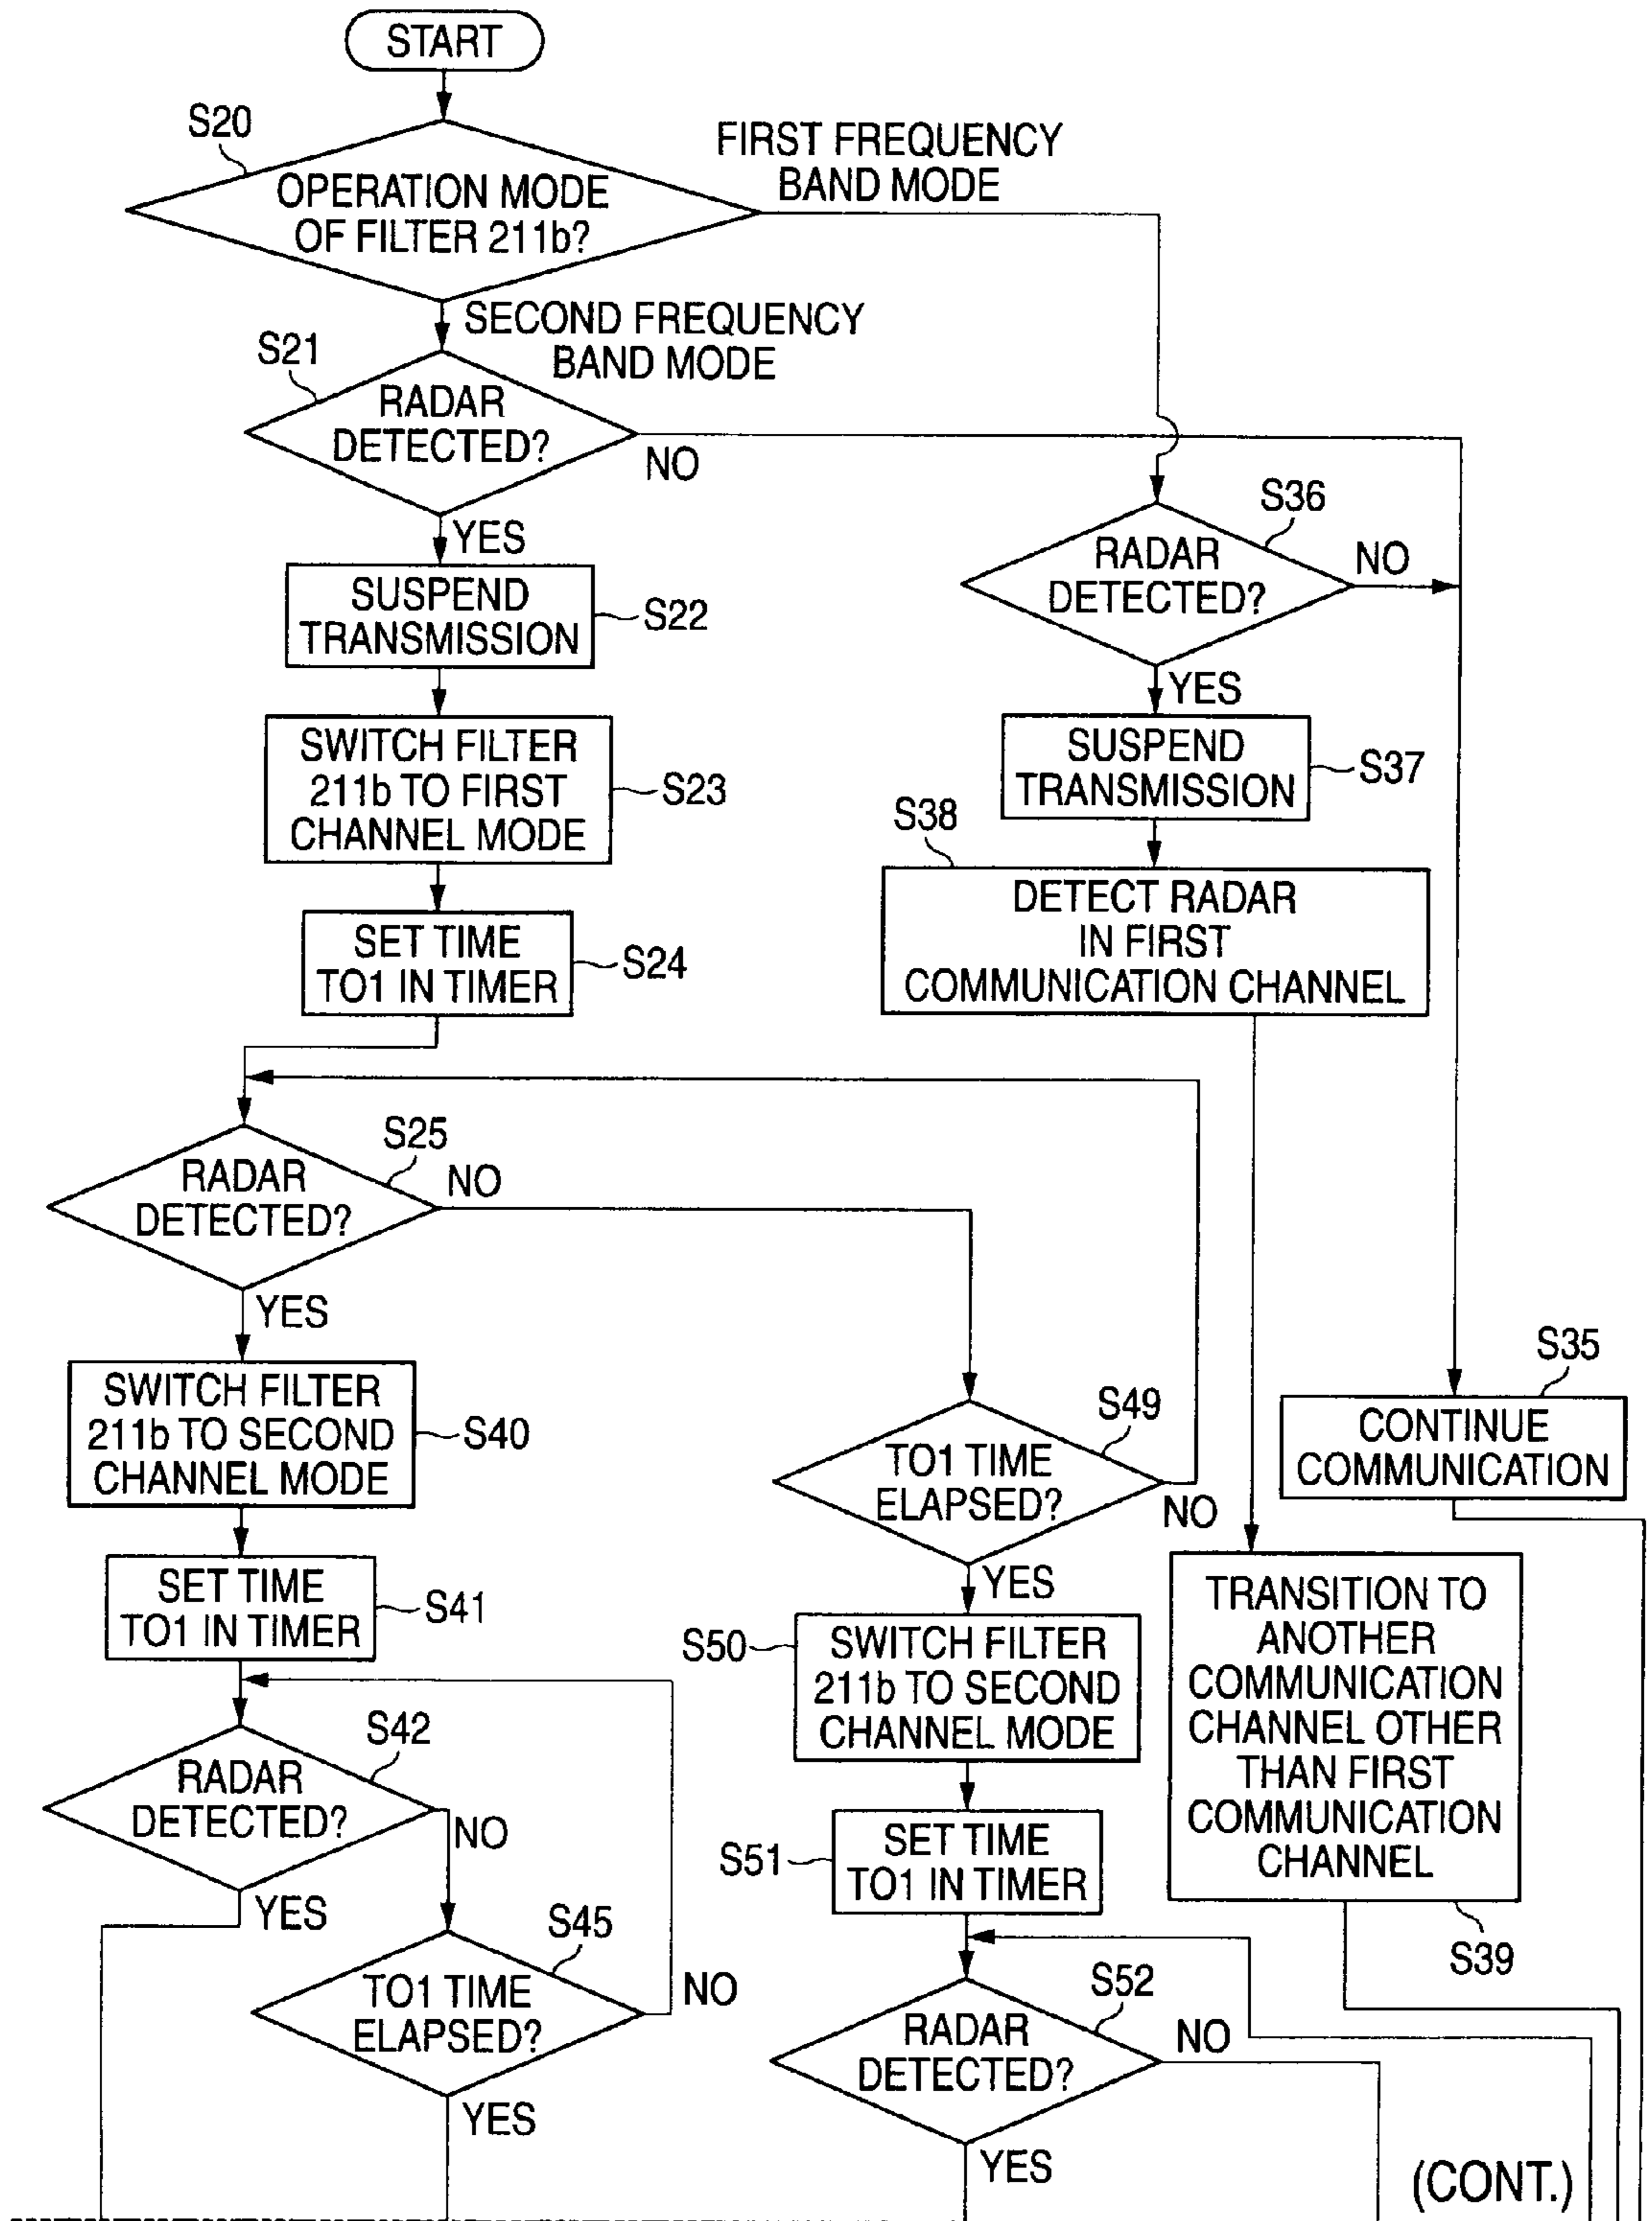 START
S20
OPERATION MODE
OF FILTER 211b?
FIRST FREQUENCY
BAND MODE
SECOND FREQUENCY
BAND MODE
S21
RADAR
DETECTED?
NO
YES
SUSPEND
TRANSMISSION
S22
SWITCH FILTER
211b TO FIRST
CHANNEL MODE
S23
SET TIME
TO1 IN TIMER
S24
S36
RADAR
DETECTED?
NO
YES
SUSPEND
TRANSMISSION
S37
S38
DETECT RADAR
IN FIRST
COMMUNICATION CHANNEL
S25
RADAR
DETECTED?
NO
YES
SWITCH FILTER
211b TO SECOND
CHANNEL MODE
S40
SET TIME
TO1 IN TIMER
S41
S42
RADAR
DETECTED?
NO
YES
S45
TO1 TIME
ELAPSED?
NO
YES
S49
TO1 TIME
ELAPSED?
NO
YES
S50
SWITCH FILTER
211b TO SECOND
CHANNEL MODE
S51
SET TIME
TO1 IN TIMER
S52
RADAR
DETECTED?
NO
YES
S35
CONTINUE
COMMUNICATION
TRANSITION TO
ANOTHER
COMMUNICATION
CHANNEL OTHER
THAN FIRST
COMMUNICATION
CHANNEL
S39
(CONT.)